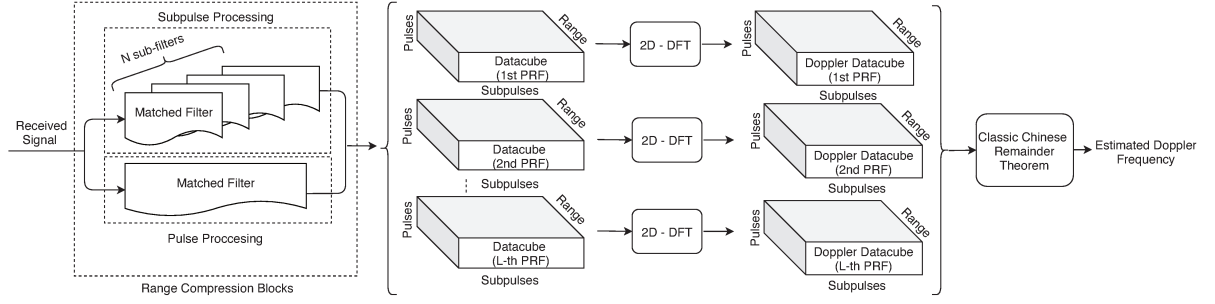 Subpulse Processing
N sub-filters
Matched Filter
Received
Signal
Matched Filter
Pulse Proccesing
Range Compression Blocks
Pulses
Range
Datacube
(1st PRF)
Subpulses
2D - DFT
Pulses
Range
Doppler Datacube
(1st PRF)
Subpulses
Pulses
Range
Datacube
(2nd PRF)
Subpulses
2D - DFT
Pulses
Range
Doppler Datacube
(2nd PRF)
Subpulses
Pulses
Range
Datacube
(L-th PRF)
Subpulses
2D - DFT
Pulses
Range
Doppler Datacube
(L-th PRF)
Subpulses
Classic Chinese
Remainder
Theorem
Estimated Doppler
Frequency